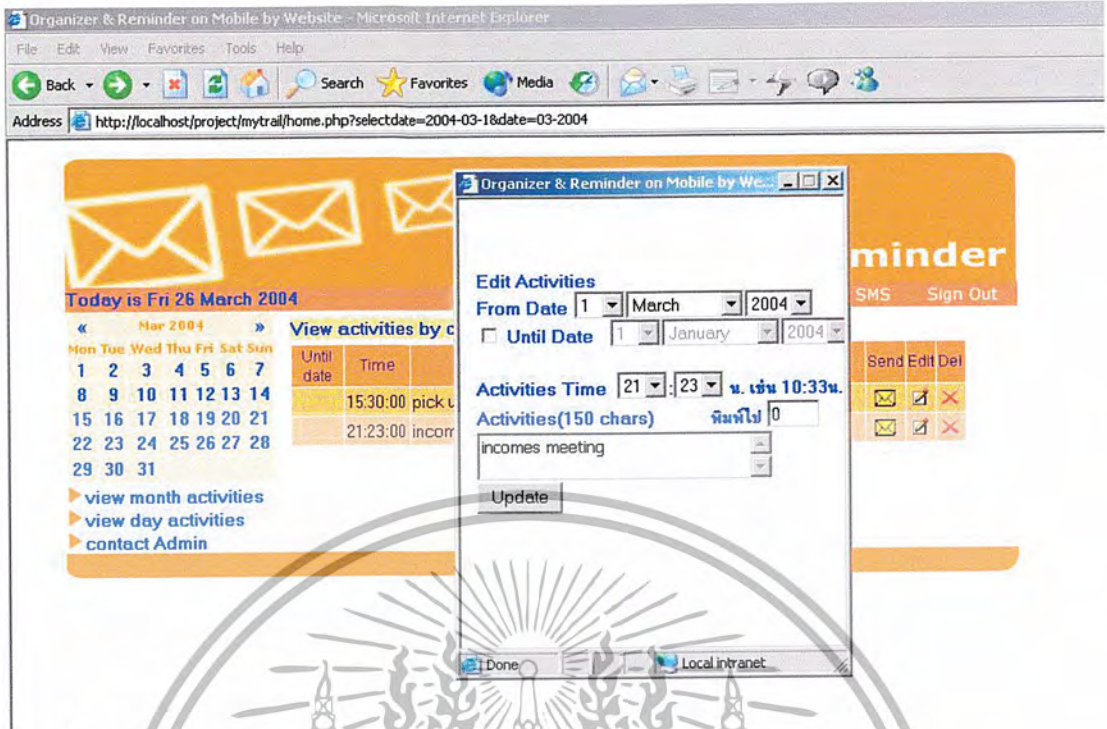 Organizer & Reminder on Mobile by Website - Microsoft Internet Explorer
File Edit View Favorites Tools Help
Back Search Favorites Media
Address http://localhost/project/mytrail/home.php?selectdate=2004-03-1&date=03-2004
minder
SMS Sign Out
Today is Fri 26 March 2004
« Mar 2004 »
Mon Tue Wed Thu Fri Sat Sun
1 2 3 4 5 6 7
8 9 10 11 12 13 14
15 16 17 18 19 20 21
22 23 24 25 26 27 28
29 30 31
view month activities
view day activities
contact Admin
View activities by
Until date Time Send Edit Del
15:30:00 pick
21:23:00 incom
Organizer & Reminder on Mobile by We...
Edit Activities
From Date 1 March 2004
Until Date 1 January 2004
Activities Time 21 : 23 น. เช่น 10:33น.
Activities(150 chars) พิมพ์ไป 0
incomes meeting
Update
Done Local intranet